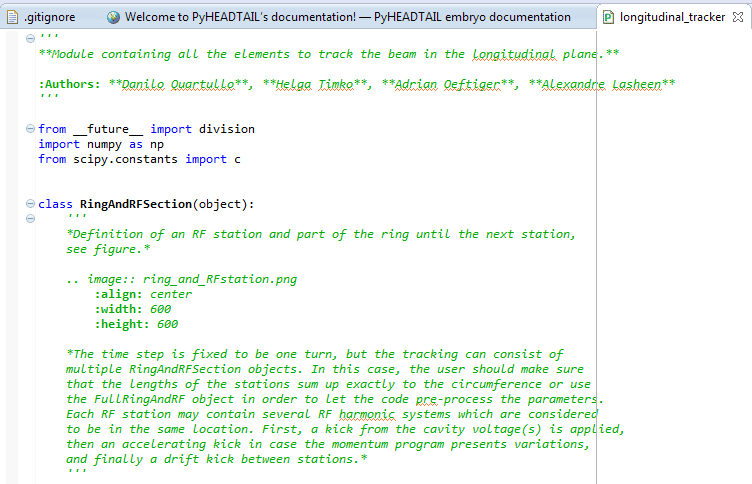 .gitignore Welcome to PyHEADTAIL's documentation! — PyHEADTAIL embryo documentation longitudinal_tracker
'''
**Module containing all the elements to track the beam in the longitudinal plane.**
:Authors: **Danilo Quartullo**, **Helga Timko**, **Adrian Oeftiger**, **Alexandre Lasheen**
'''
from __future__ import division
import numpy as np
from scipy.constants import c
class RingAndRFSection(object):
'''
*Definition of an RF station and part of the ring until the next station,
see figure.*
.. image:: ring_and_RFstation.png
:align: center
:width: 600
:height: 600
*The time step is fixed to be one turn, but the tracking can consist of
multiple RingAndRFSection objects. In this case, the user should make sure
that the lengths of the stations sum up exactly to the circumference or use
the FullRingAndRF object in order to let the code pre-process the parameters.
Each RF station may contain several RF harmonic systems which are considered
to be in the same location. First, a kick from the cavity voltage(s) is applied,
then an accelerating kick in case the momentum program presents variations,
and finally a drift kick between stations.*
'''